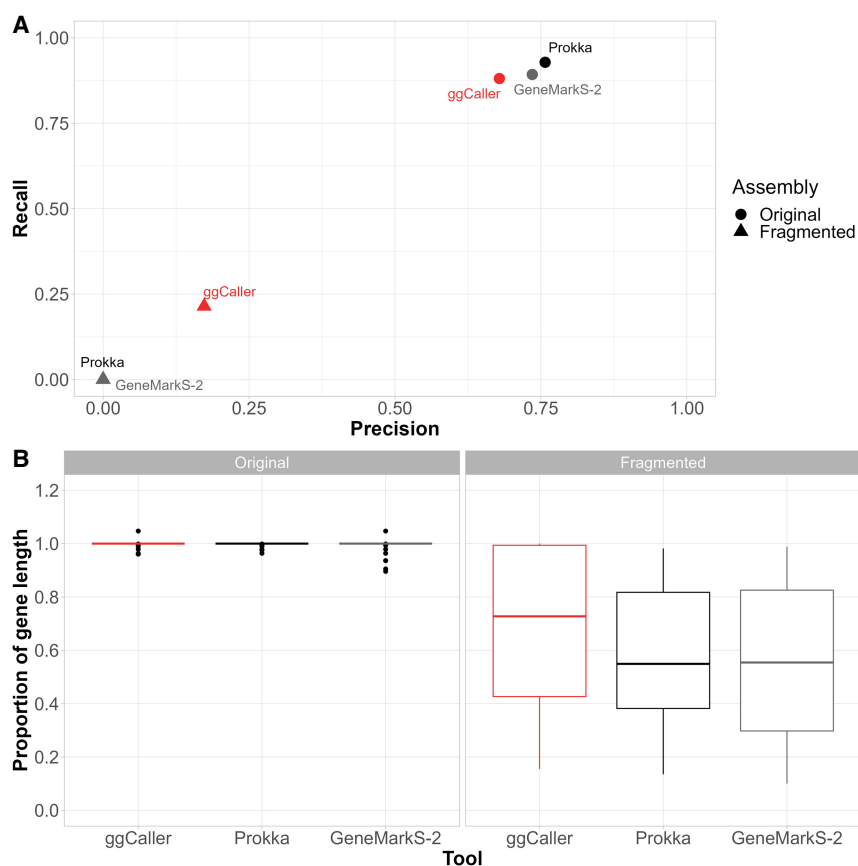 A
1.00
0.75
0.50
0.25
0.00
Recall
Prokka
ggCaller
GeneMarkS-2
ggCaller
Prokka
GeneMarkS-2
0.00 0.25 0.50 0.75 1.00
Precision
Assembly
Original
Fragmented
B
Original Fragmented
1.2
1.0
0.8
0.6
0.4
0.2
0.0
Proportion of gene length
ggCaller Prokka GeneMarkS-2 ggCaller Prokka GeneMarkS-2
Tool